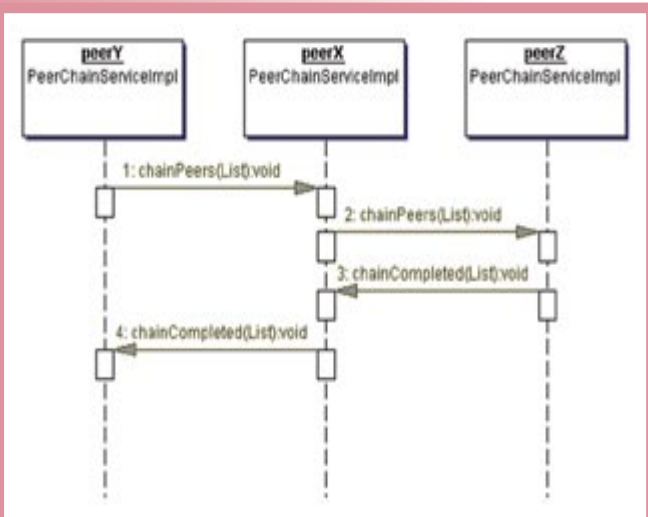 peerY
PeerChainServiceImpl
peerX
PeerChainServiceImpl
peerZ
PeerChainServiceImpl
1: chainPeers(List):void
2: chainPeers(List):void
3: chainCompleted(List):void
4: chainCompleted(List):void